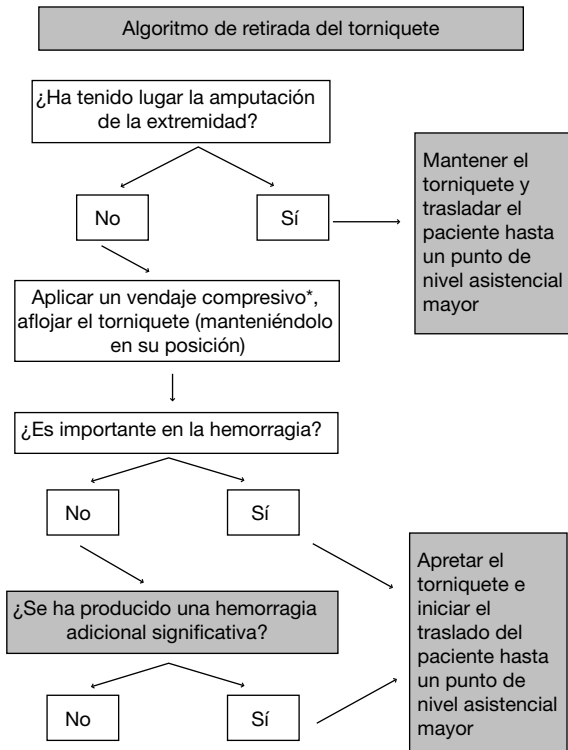 Algoritmo de retirada del torniquete
¿Ha tenido lugar la amputación
de la extremidad?
No
Sí
Mantener el
torniquete y
trasladar el
paciente hasta
un punto de
nivel asistencial
mayor
Aplicar un vendaje compresivo*,
aflojar el torniquete (manteniéndolo
en su posición)
¿Es importante en la hemorragia?
No
Sí
¿Se ha producido una hemorragia
adicional significativa?
Apretar el
torniquete e
iniciar el
traslado del
paciente hasta
un punto de
nivel asistencial
mayor
No
Sí